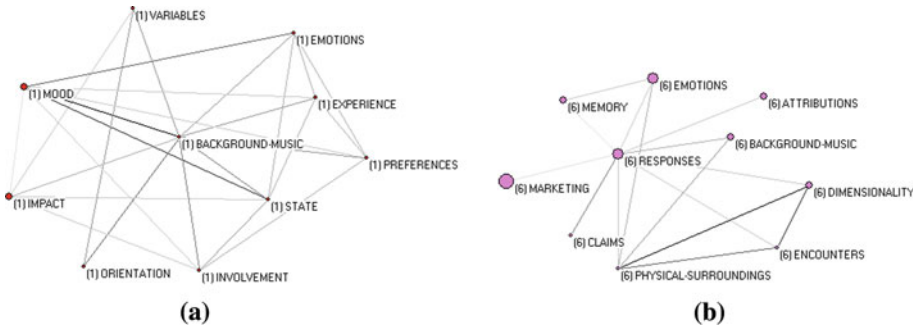 (1) VARIABLES
(1) EMOTIONS
(1) MOOD
(1) EXPERIENCE
(1) BACKGROUND-MUSIC
(1) PREFERENCES
(1) IMPACT
(1) STATE
(1) ORIENTATION
(1) INVOLVEMENT
(a)
(6) EMOTIONS
(6) MEMORY
(6) ATTRIBUTIONS
(6) BACKGROUND-MUSIC
(6) RESPONSES
(6) MARKETING
(6) DIMENSIONALITY
(6) CLAIMS
(6) ENCOUNTERS
(6) PHYSICAL-SURROUNDINGS
(b)